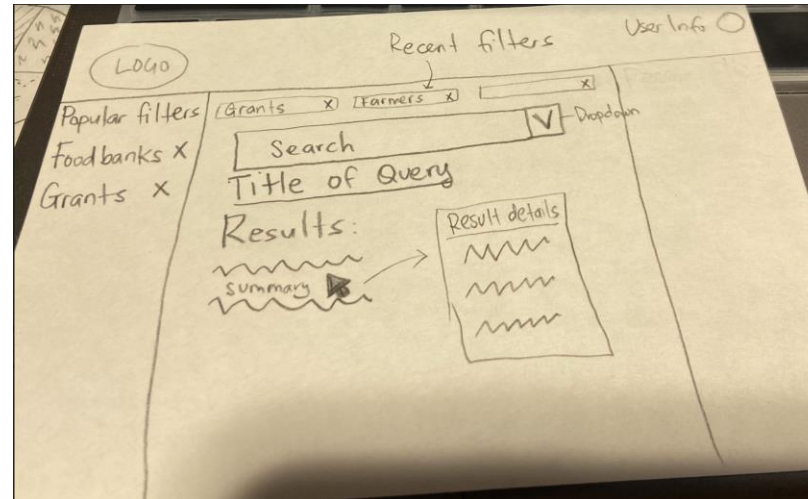 LOGO
Recent filters
User Info
Popular filters
Foodbanks X
Grants X
Grants x
Farmers x
x
Search
V
Dropdown
Title of Query
Results:
summary
Result details